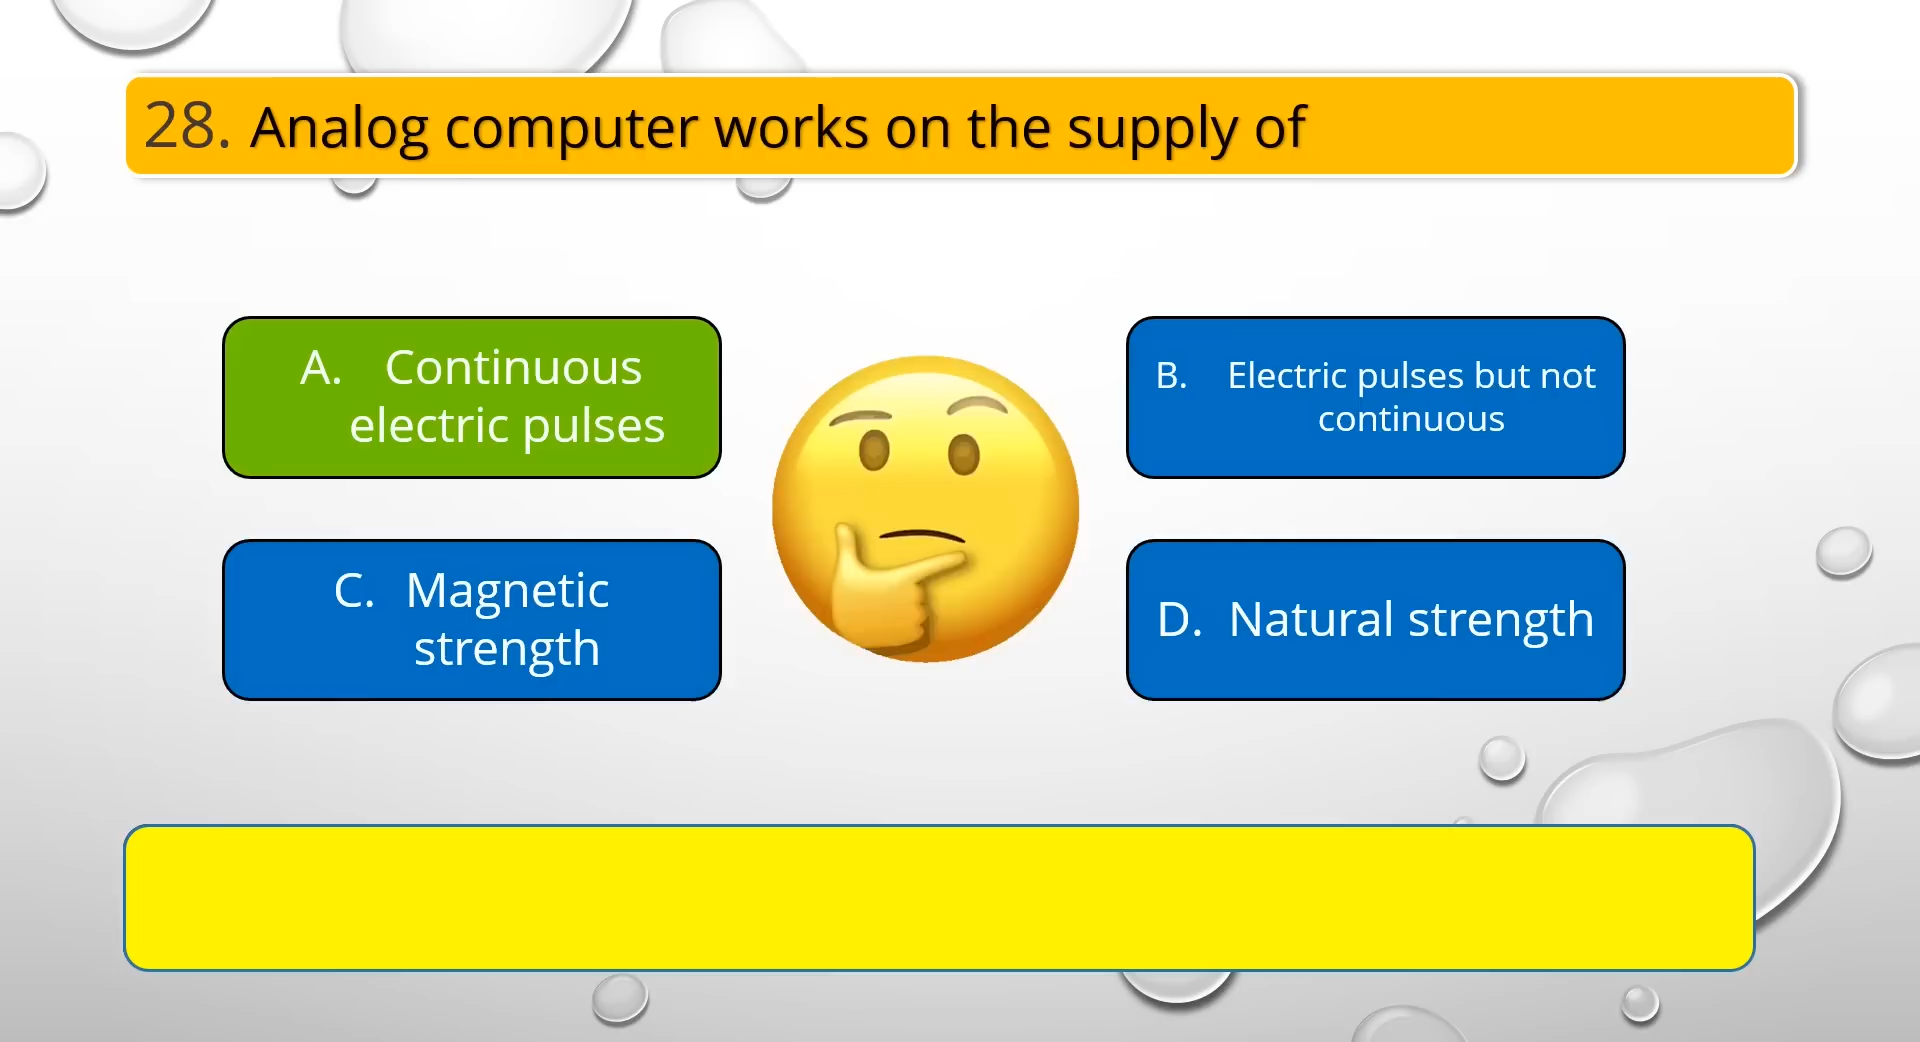 28. Analog computer works on the supply of
A. Continuous
electric pulses
B. Electric pulses but not
continuous
C. Magnetic
strength
D. Natural strength